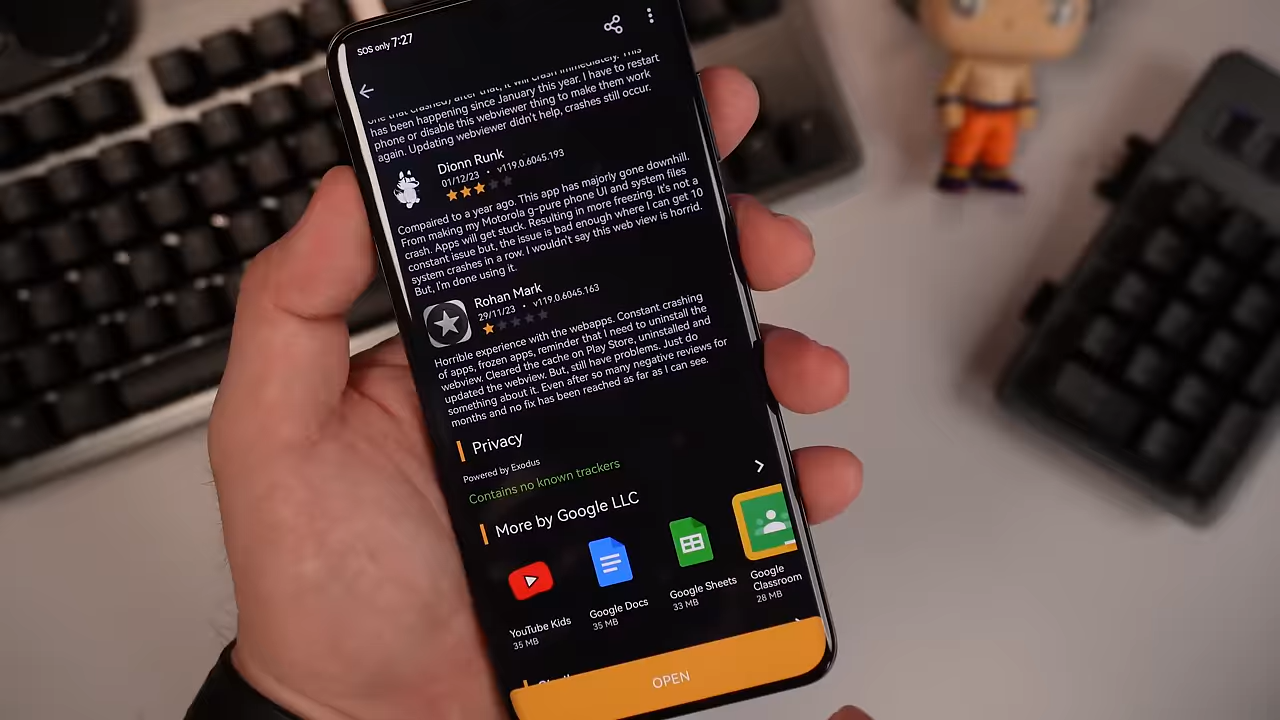 SOS only 7:27
One that crashed) after that, it will crash immediately. This
has been happening since January this year. I have to restart
phone or disable this webviewer thing to make them work
again. Updating webviewer didn't help, crashes still occur.
Dionn Runk
01/12/23 • v119.0.6045.193
Compaired to a year ago. This app has majorly gone downhill.
From making my Motorola g-pure phone UI and system files
crash. Apps will get stuck. Resulting in more freezing. It's not a
constant issue but, the issue is bad enough where I can get 10
system crashes in a row. I wouldn't say this web view is horrid.
But, I'm done using it.
Rohan Mark
29/11/23 • v119.0.6045.163
Horrible experience with the webapps. Constant crashing
of apps, frozen apps, reminder that I need to uninstall the
webview. Cleared the cache on Play Store, uninstalled and
updated the webview. But, still have problems. Just do
something about it. Even after so many negative reviews for
months and no fix has been reached as far as I can see.
Privacy
Powered by Exodus
Contains no known trackers
More by Google LLC
YouTube Kids
35 MB
Google Docs
35 MB
Google Sheets
33 MB
Google
Classroom
28 MB
OPEN